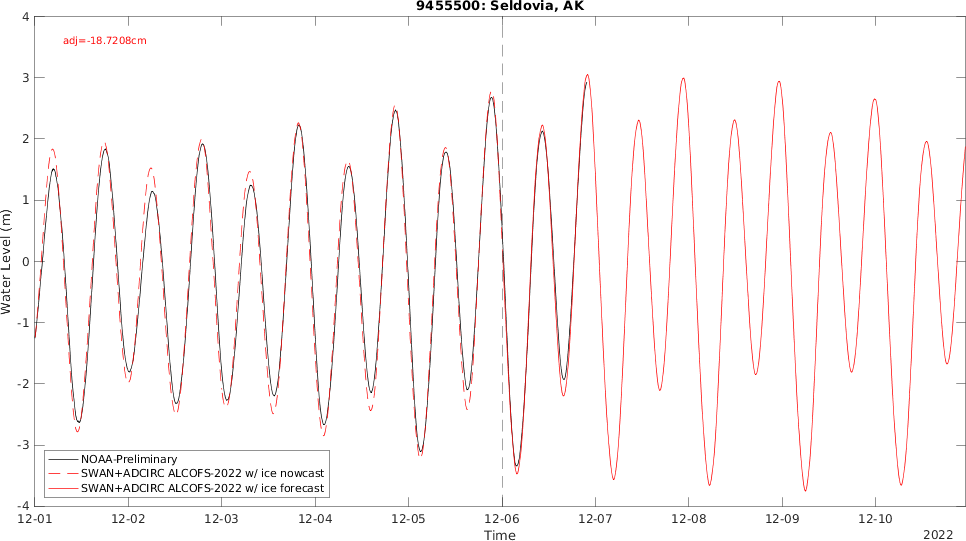 9455500: Seldovia, AK
adj=-18.7208cm
4
3
2
1
0
-1
-2
-3
-4
Water Level (m)
NOAA-Preliminary
SWAN+ADCIRC ALCOFS-2022 w/ ice nowcast
SWAN+ADCIRC ALCOFS-2022 w/ ice forecast
12-01 12-02 12-03 12-04 12-05 12-06 12-07 12-08 12-09 12-10
Time
2022